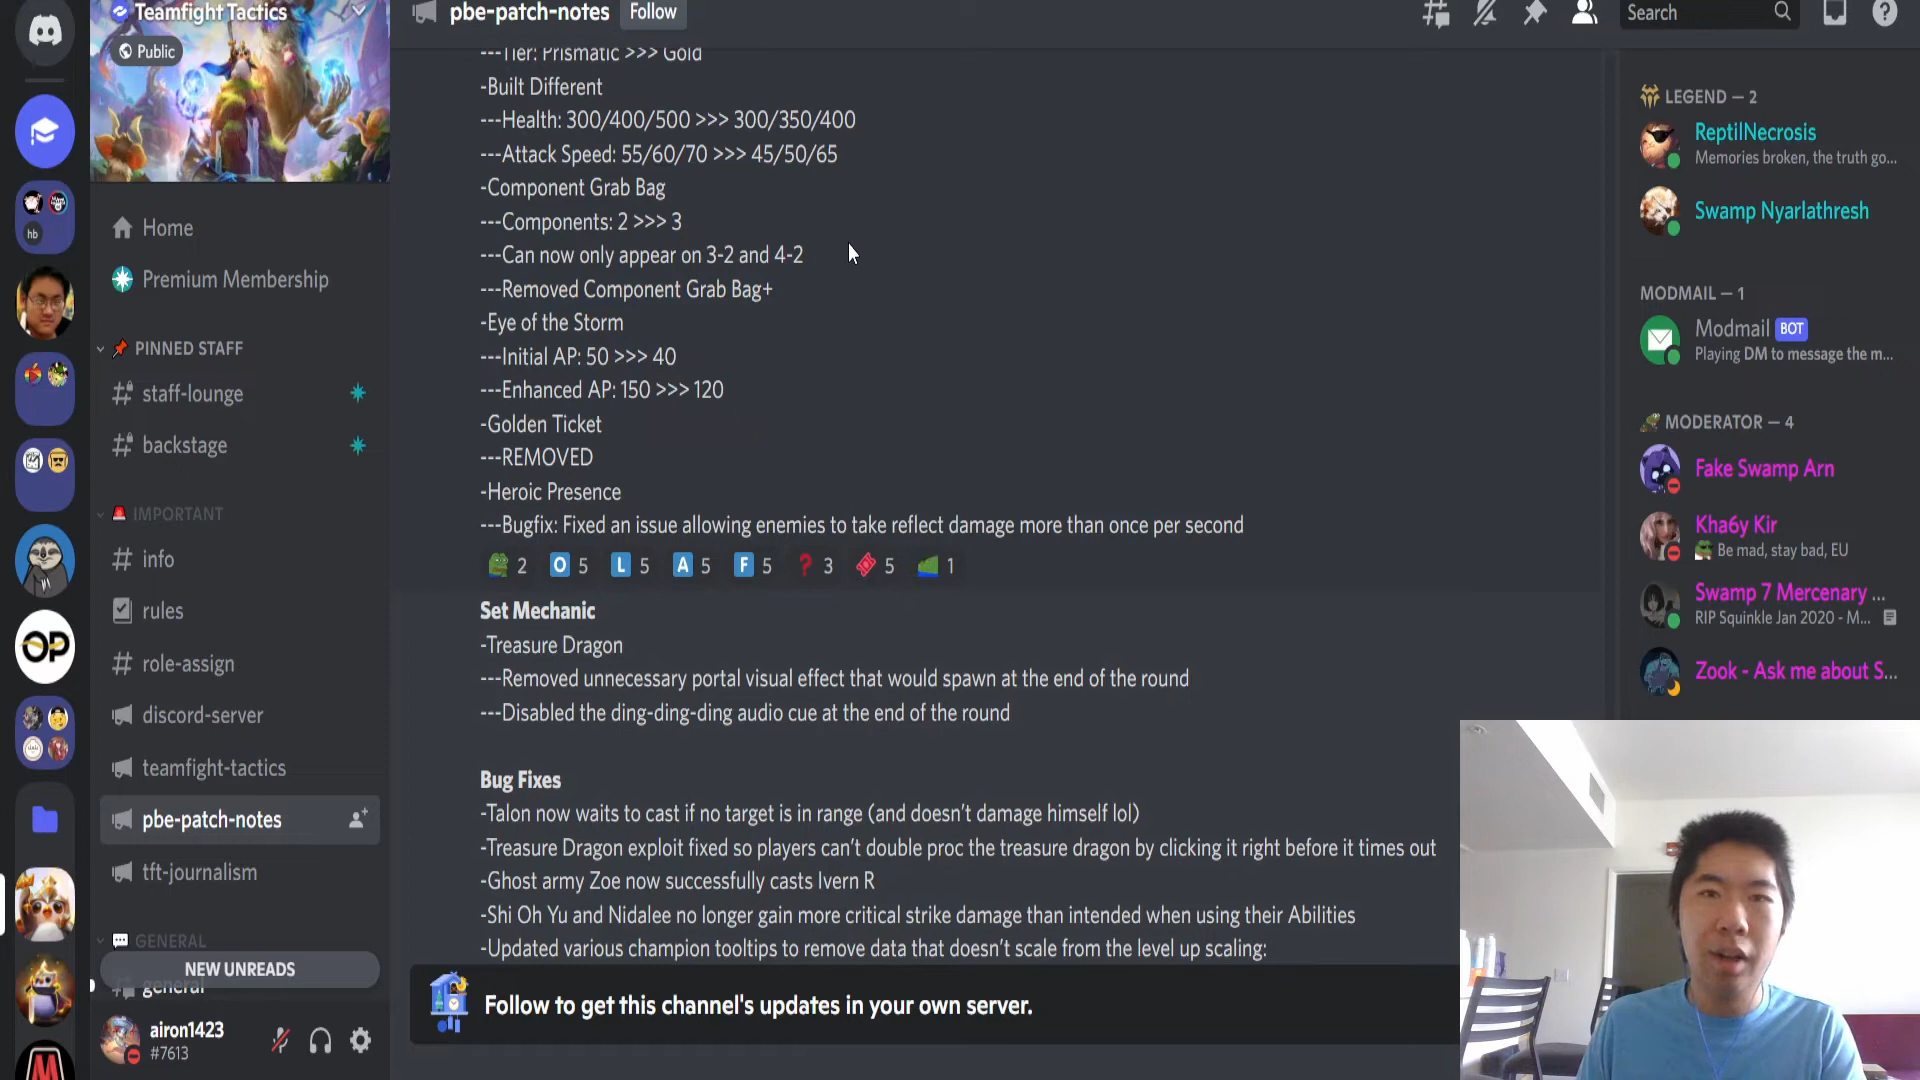 Teamfight Tactics
Public
Home
Premium Membership
PINNED STAFF
staff-lounge
backstage
IMPORTANT
info
rules
role-assign
discord-server
teamfight-tactics
pbe-patch-notes
tft-journalism
GENERAL
NEW UNREADS
general
airon1423
#7613
hb
OP
M
pbe-patch-notes
Follow
Search
---Tier: Prismatic >>> Gold
-Built Different
---Health: 300/400/500 >>> 300/350/400
---Attack Speed: 55/60/70 >>> 45/50/65
-Component Grab Bag
---Components: 2 >>> 3
---Can now only appear on 3-2 and 4-2
---Removed Component Grab Bag+
-Eye of the Storm
---Initial AP: 50 >>> 40
---Enhanced AP: 150 >>> 120
-Golden Ticket
---REMOVED
-Heroic Presence
---Bugfix: Fixed an issue allowing enemies to take reflect damage more than once per second
2 O 5 L 5 A 5 F 5 ? 3 5 1
Set Mechanic
-Treasure Dragon
---Removed unnecessary portal visual effect that would spawn at the end of the round
---Disabled the ding-ding-ding audio cue at the end of the round
Bug Fixes
-Talon now waits to cast if no target is in range (and doesn't damage himself lol)
-Treasure Dragon exploit fixed so players can't double proc the treasure dragon by clicking it right before it times out
-Ghost army Zoe now successfully casts Ivern R
-Shi Oh Yu and Nidalee no longer gain more critical strike damage than intended when using their Abilities
-Updated various champion tooltips to remove data that doesn't scale from the level up scaling:
Follow to get this channel's updates in your own server.
LEGEND — 2
ReptilNecrosis
Memories broken, the truth go...
Swamp Nyarlathresh
MODMAIL — 1
Modmail BOT
Playing DM to message the m...
MODERATOR — 4
Fake Swamp Arn
Kha6y Kir
Be mad, stay bad, EU
Swamp 7 Mercenary ...
RIP Squinkle Jan 2020 - M...
Zook - Ask me about S...